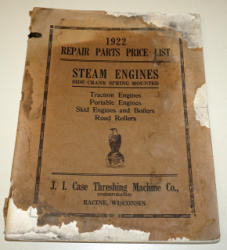 1922
REPAIR PARTS PRICE LIST
STEAM ENGINES
SIDE CRANK SPRING MOUNTED
Traction Engines
Portable Engines
Skid Engines and Boilers
Road Rollers
J. I. Case Threshing Machine Co.,
INCORPORATED
RACINE, WISCONSIN